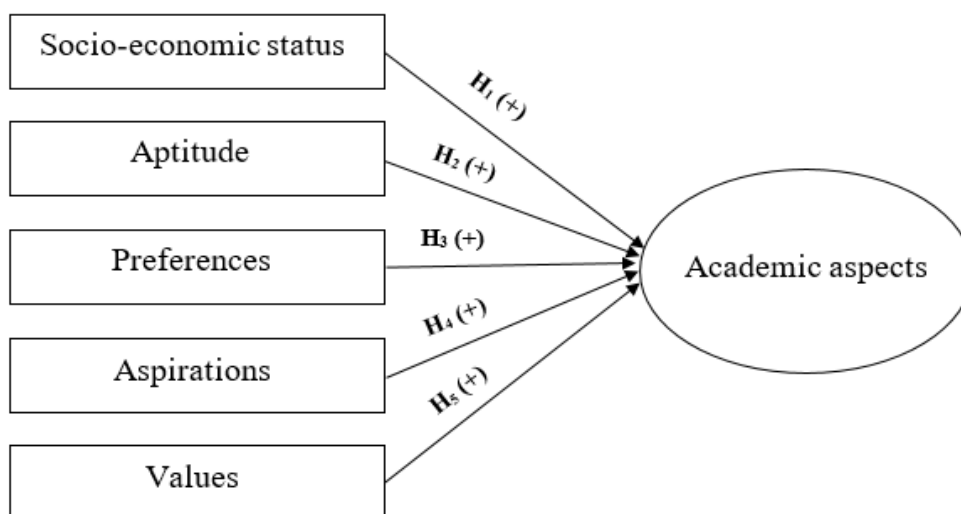 Socio-economic status
H₁ (+)
Aptitude
H₂ (+)
Preferences
H₃ (+)
Aspirations
H₄ (+)
Values
H₅ (+)
Academic aspects